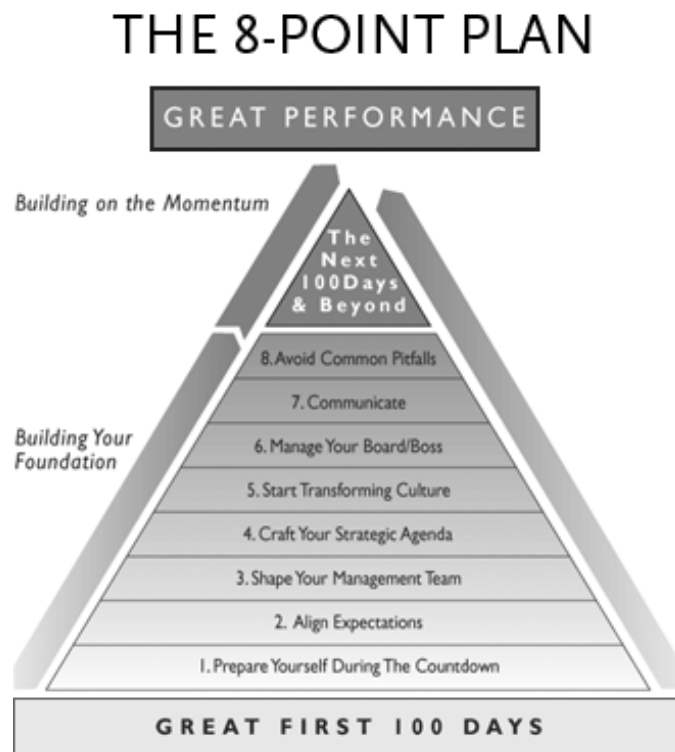 THE 8-POINT PLAN
GREAT PERFORMANCE
Building on the Momentum
The
Next
100Days
& Beyond
8. Avoid Common Pitfalls
7. Communicate
Building Your
Foundation
6. Manage Your Board/Boss
5. Start Transforming Culture
4. Craft Your Strategic Agenda
3. Shape Your Management Team
2. Align Expectations
1. Prepare Yourself During The Countdown
GREAT FIRST 100 DAYS